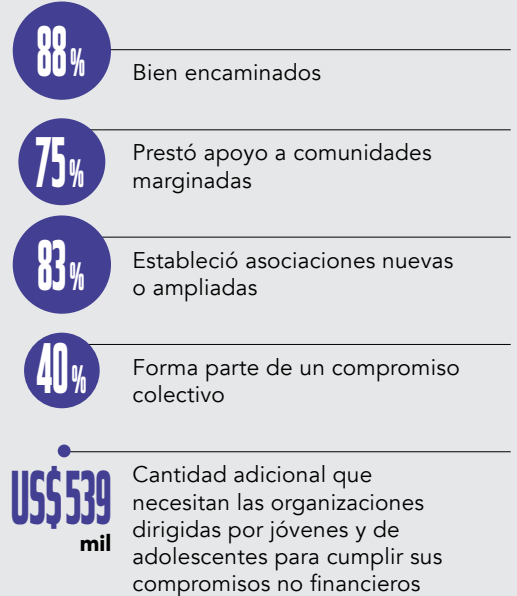 88%
Bien encaminados
75%
Prestó apoyo a comunidades
marginadas
83%
Estableció asociaciones nuevas
o ampliadas
40%
Forma parte de un compromiso
colectivo
US$ 539
mil
Cantidad adicional que
necesitan las organizaciones
dirigidas por jóvenes y de
adolescentes para cumplir sus
compromisos no financieros